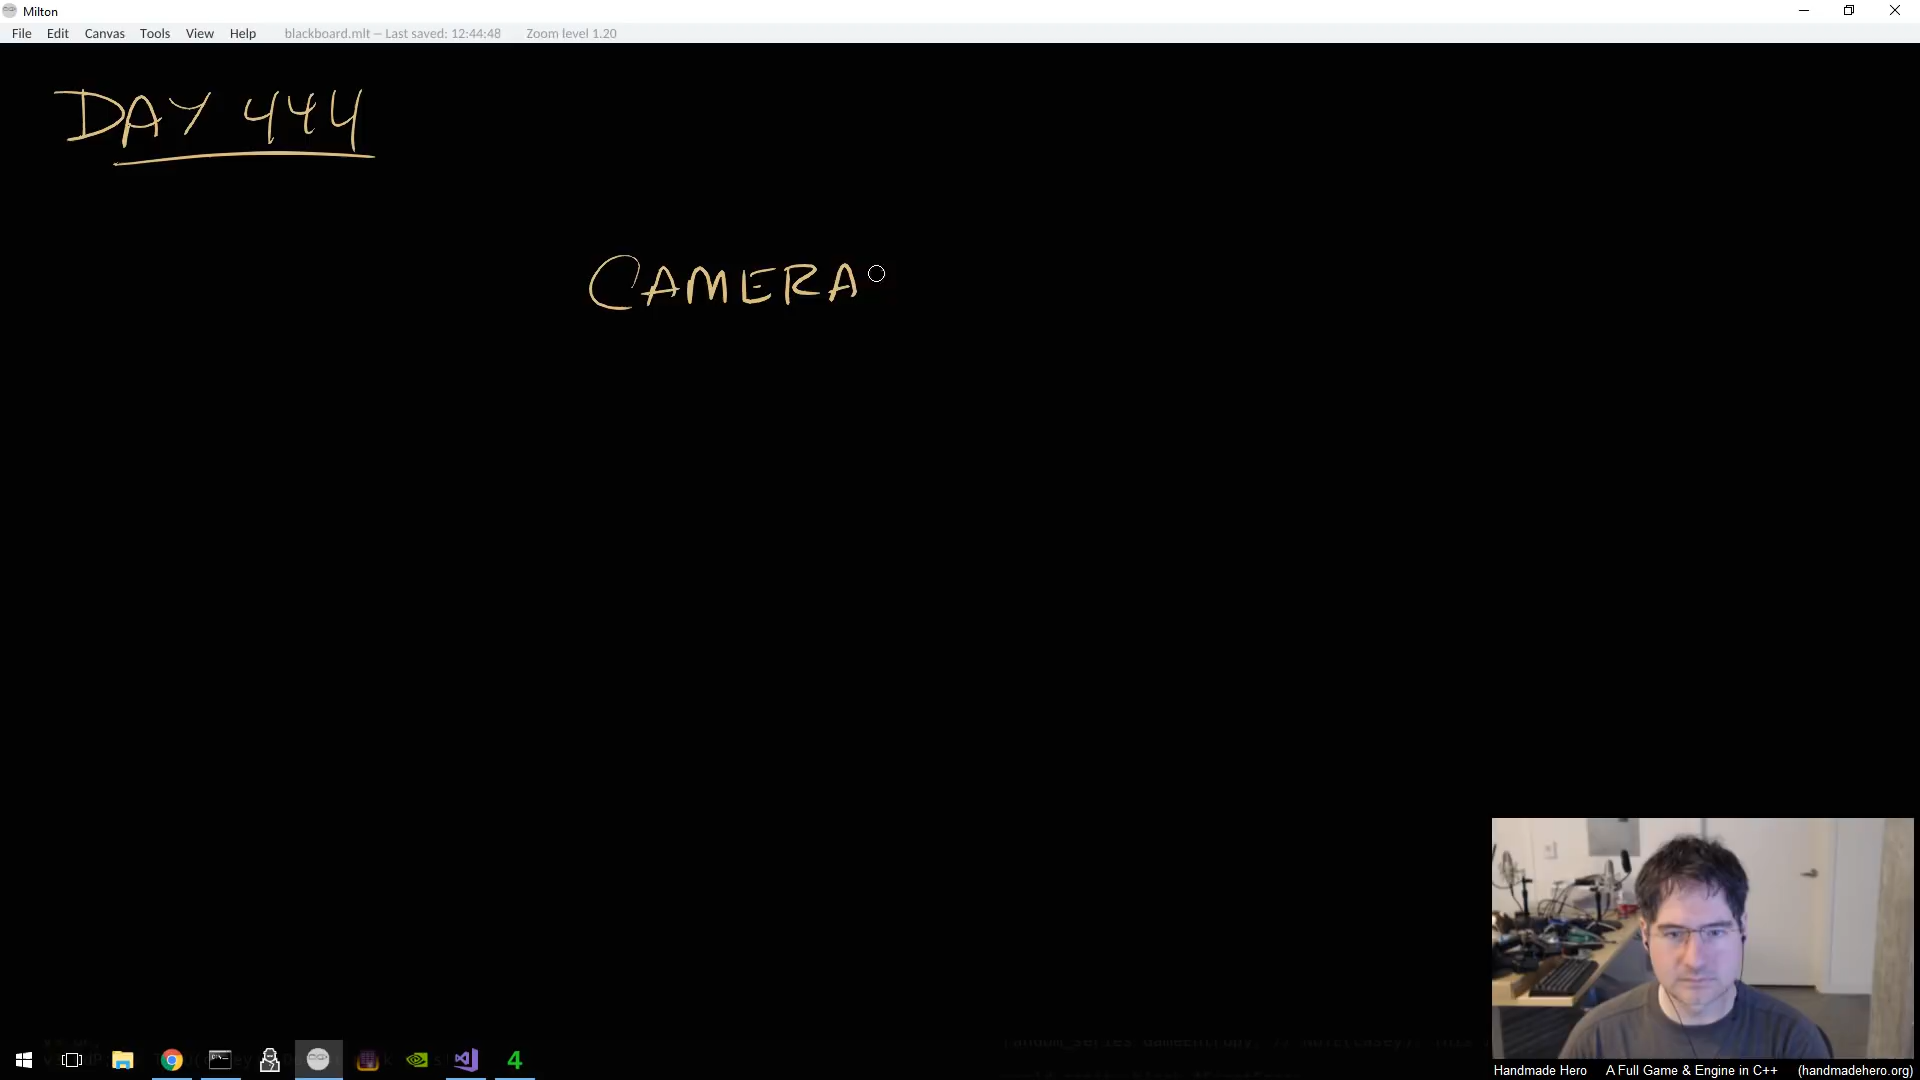 Milton
File Edit Canvas Tools View Help blackboard.mlt — Last saved: 12:44:48 Zoom level 1.20
DAY 444
CAMERA
4
Handmade Hero A Full Game & Engine in C++ (handmadehero.org)